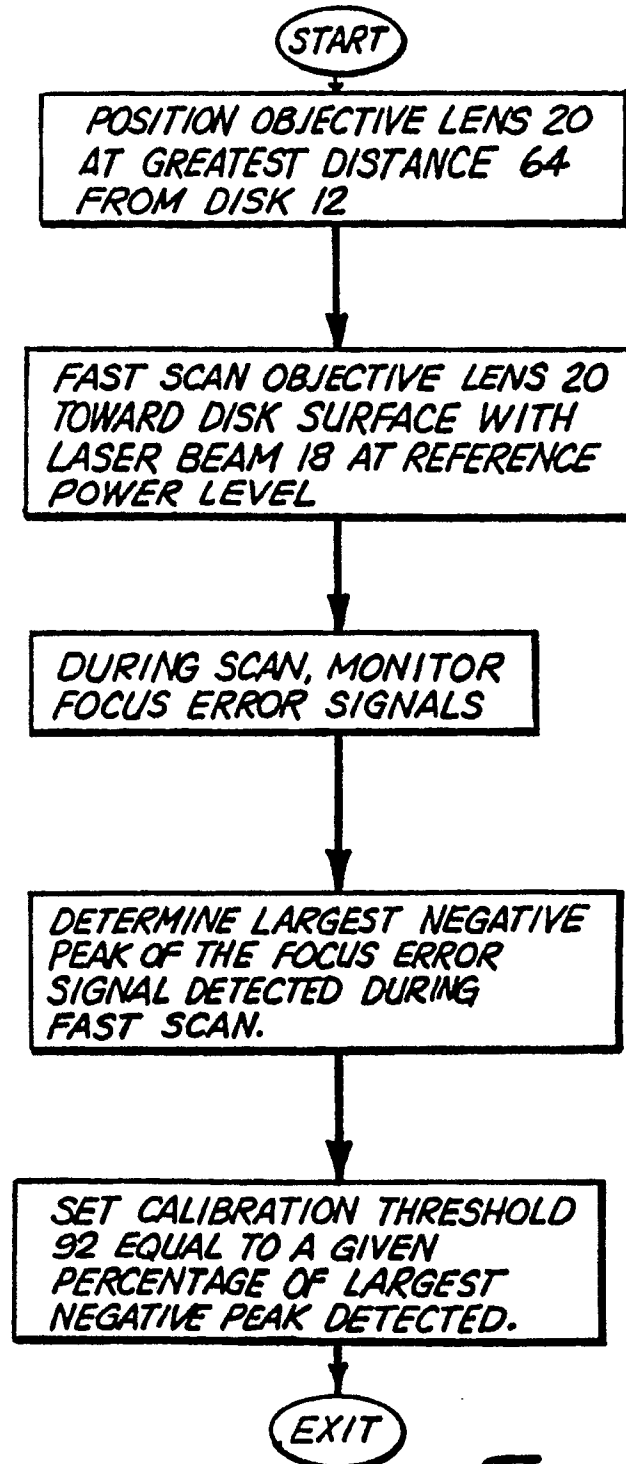 START
POSITION OBJECTIVE LENS 20
AT GREATEST DISTANCE 64
FROM DISK 12
FAST SCAN OBJECTIVE LENS 20
TOWARD DISK SURFACE WITH
LASER BEAM 18 AT REFERENCE
POWER LEVEL
DURING SCAN, MONITOR
FOCUS ERROR SIGNALS
DETERMINE LARGEST NEGATIVE
PEAK OF THE FOCUS ERROR
SIGNAL DETECTED DURING
FAST SCAN.
SET CALIBRATION THRESHOLD
92 EQUAL TO A GIVEN
PERCENTAGE OF LARGEST
NEGATIVE PEAK DETECTED.
EXIT